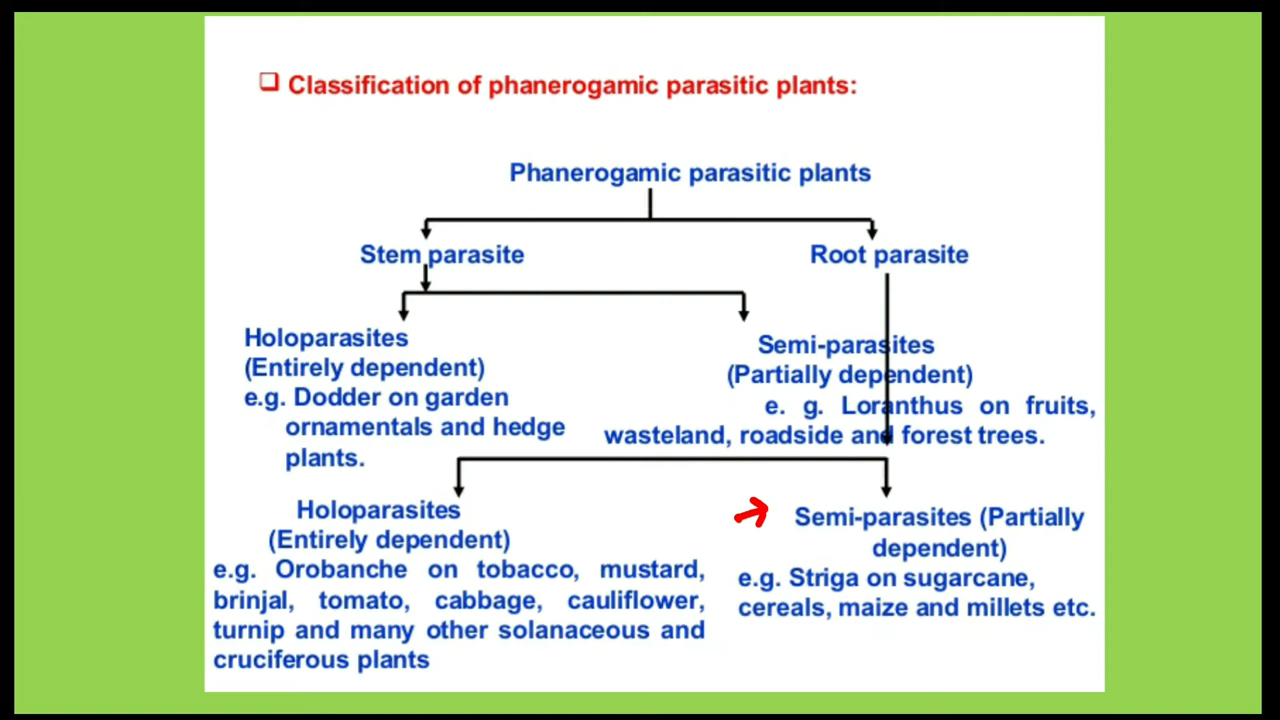 Classification of phanerogamic parasitic plants:
Phanerogamic parasitic plants
Stem parasite
Root parasite
Holoparasites
(Entirely dependent)
e.g. Dodder on garden
ornamentals and hedge
plants.
Semi-parasites
(Partially dependent)
e. g. Loranthus on fruits,
wasteland, roadside and forest trees.
Holoparasites
(Entirely dependent)
e.g. Orobanche on tobacco, mustard,
brinjal, tomato, cabbage, cauliflower,
turnip and many other solanaceous and
cruciferous plants
Semi-parasites (Partially
dependent)
e.g. Striga on sugarcane,
cereals, maize and millets etc.